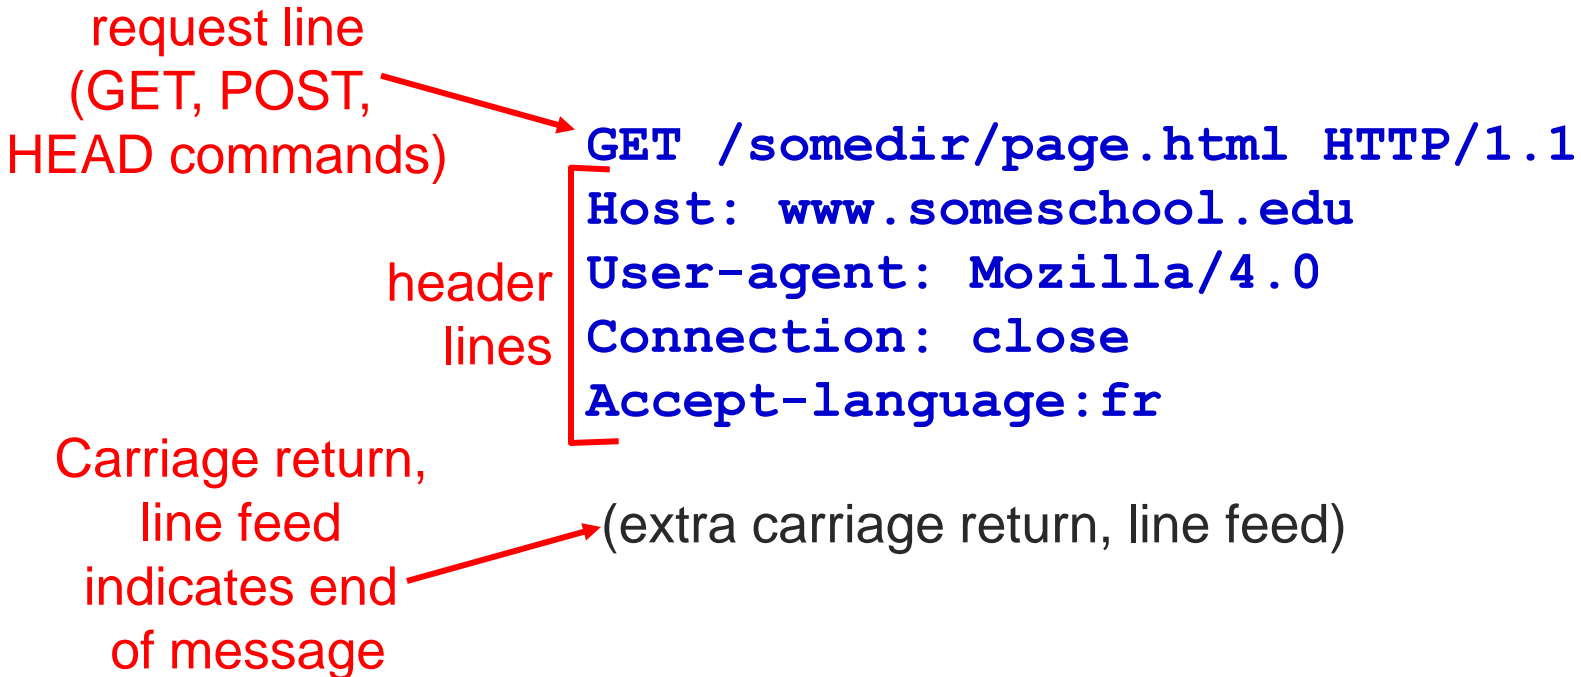 request line
(GET, POST,
HEAD commands)
GET /somedir/page.html HTTP/1.1
Host: www.someschool.edu
User-agent: Mozilla/4.0
Connection: close
Accept-language:fr
header
lines
Carriage return,
line feed
indicates end
of message
(extra carriage return, line feed)